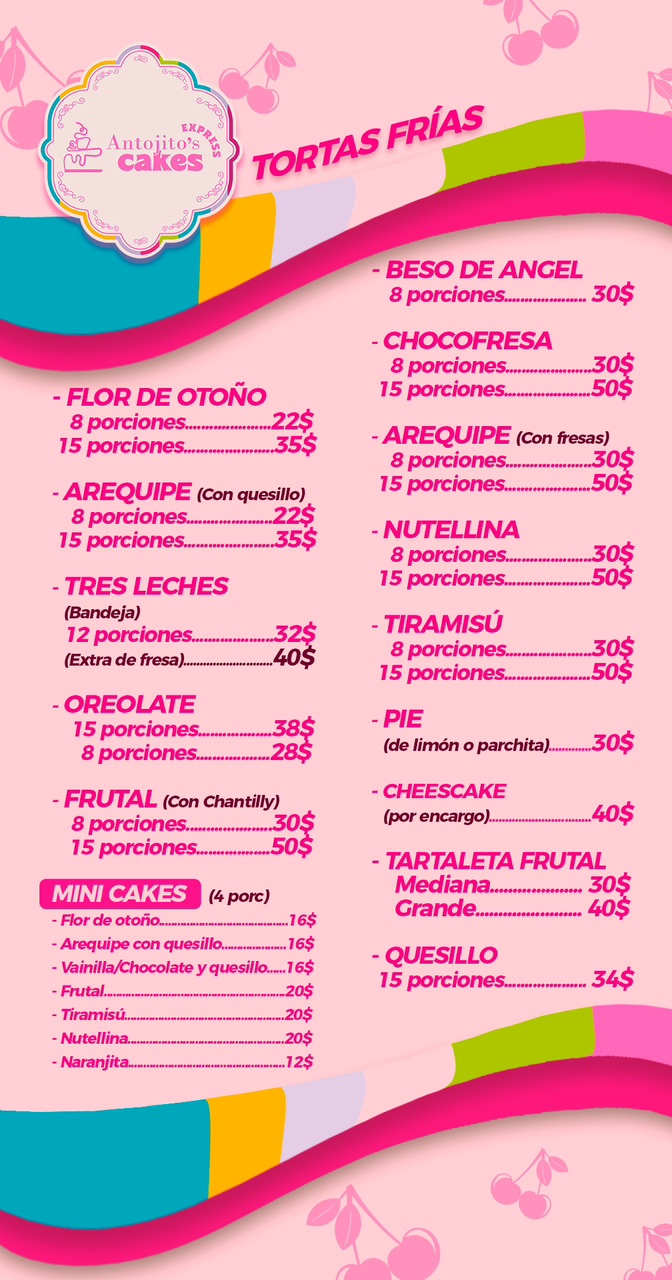 Antojito's
EXPRESS
cakes
TORTAS FRÍAS
- FLOR DE OTOÑO
8 porciones......................22$
15 porciones.....................35$
- AREQUIPE (Con quesillo)
8 porciones......................22$
15 porciones.....................35$
- TRES LECHES
(Bandeja)
12 porciones....................32$
(Extra de fresa)...........................40$
- OREOLATE
15 porciones..................38$
8 porciones...................28$
- FRUTAL (Con Chantilly)
8 porciones.....................30$
15 porciones..................50$
MINI CAKES (4 porc)
- Flor de otoño.......................................16$
- Arequipe con quesillo....................16$
- Vainilla/Chocolate y quesillo......16$
- Frutal.......................................................20$
- Tiramisú.................................................20$
- Nutellina................................................20$
- Naranjita................................................12$
- BESO DE ANGEL
8 porciones.................... 30$
- CHOCOFRESA
8 porciones.....................30$
15 porciones....................50$
- AREQUIPE (Con fresas)
8 porciones.....................30$
15 porciones....................50$
- NUTELLINA
8 porciones.....................30$
15 porciones....................50$
- TIRAMISÚ
8 porciones.....................30$
15 porciones....................50$
- PIE
(de limón o parchita).............30$
- CHEESCAKE
(por encargo)...............................40$
- TARTALETA FRUTAL
Mediana...................... 30$
Grande......................... 40$
- QUESILLO
15 porciones.................. 34$